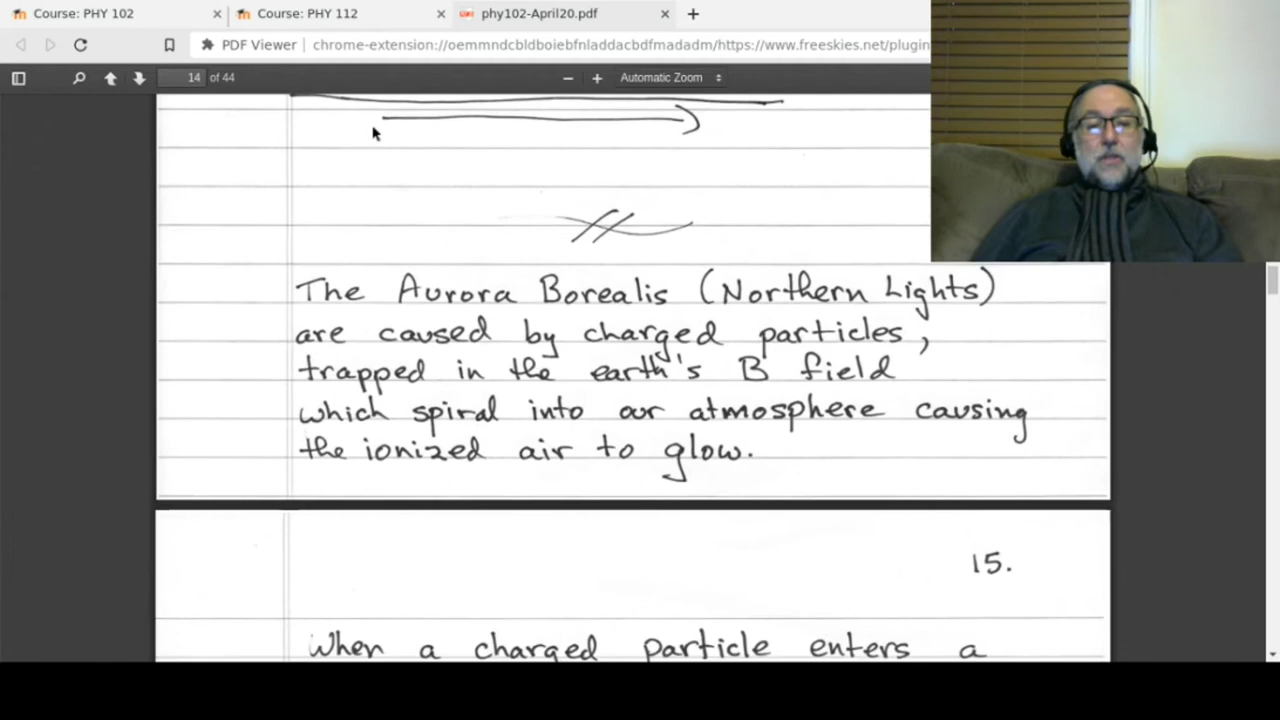 Course: PHY 102
Course: PHY 112
phy102-April20.pdf
PDF Viewer
chrome-extension://oemmndcbldboiebfnladdacbdfmadadm/https://www.freeskies.net/plugin
14 of 44
Automatic Zoom
The Aurora Borealis (Northern Lights)
are caused by charged particles,
trapped in the earth's B field
which spiral into our atmosphere causing
the ionized air to glow.
15.
When a charged particle enters a